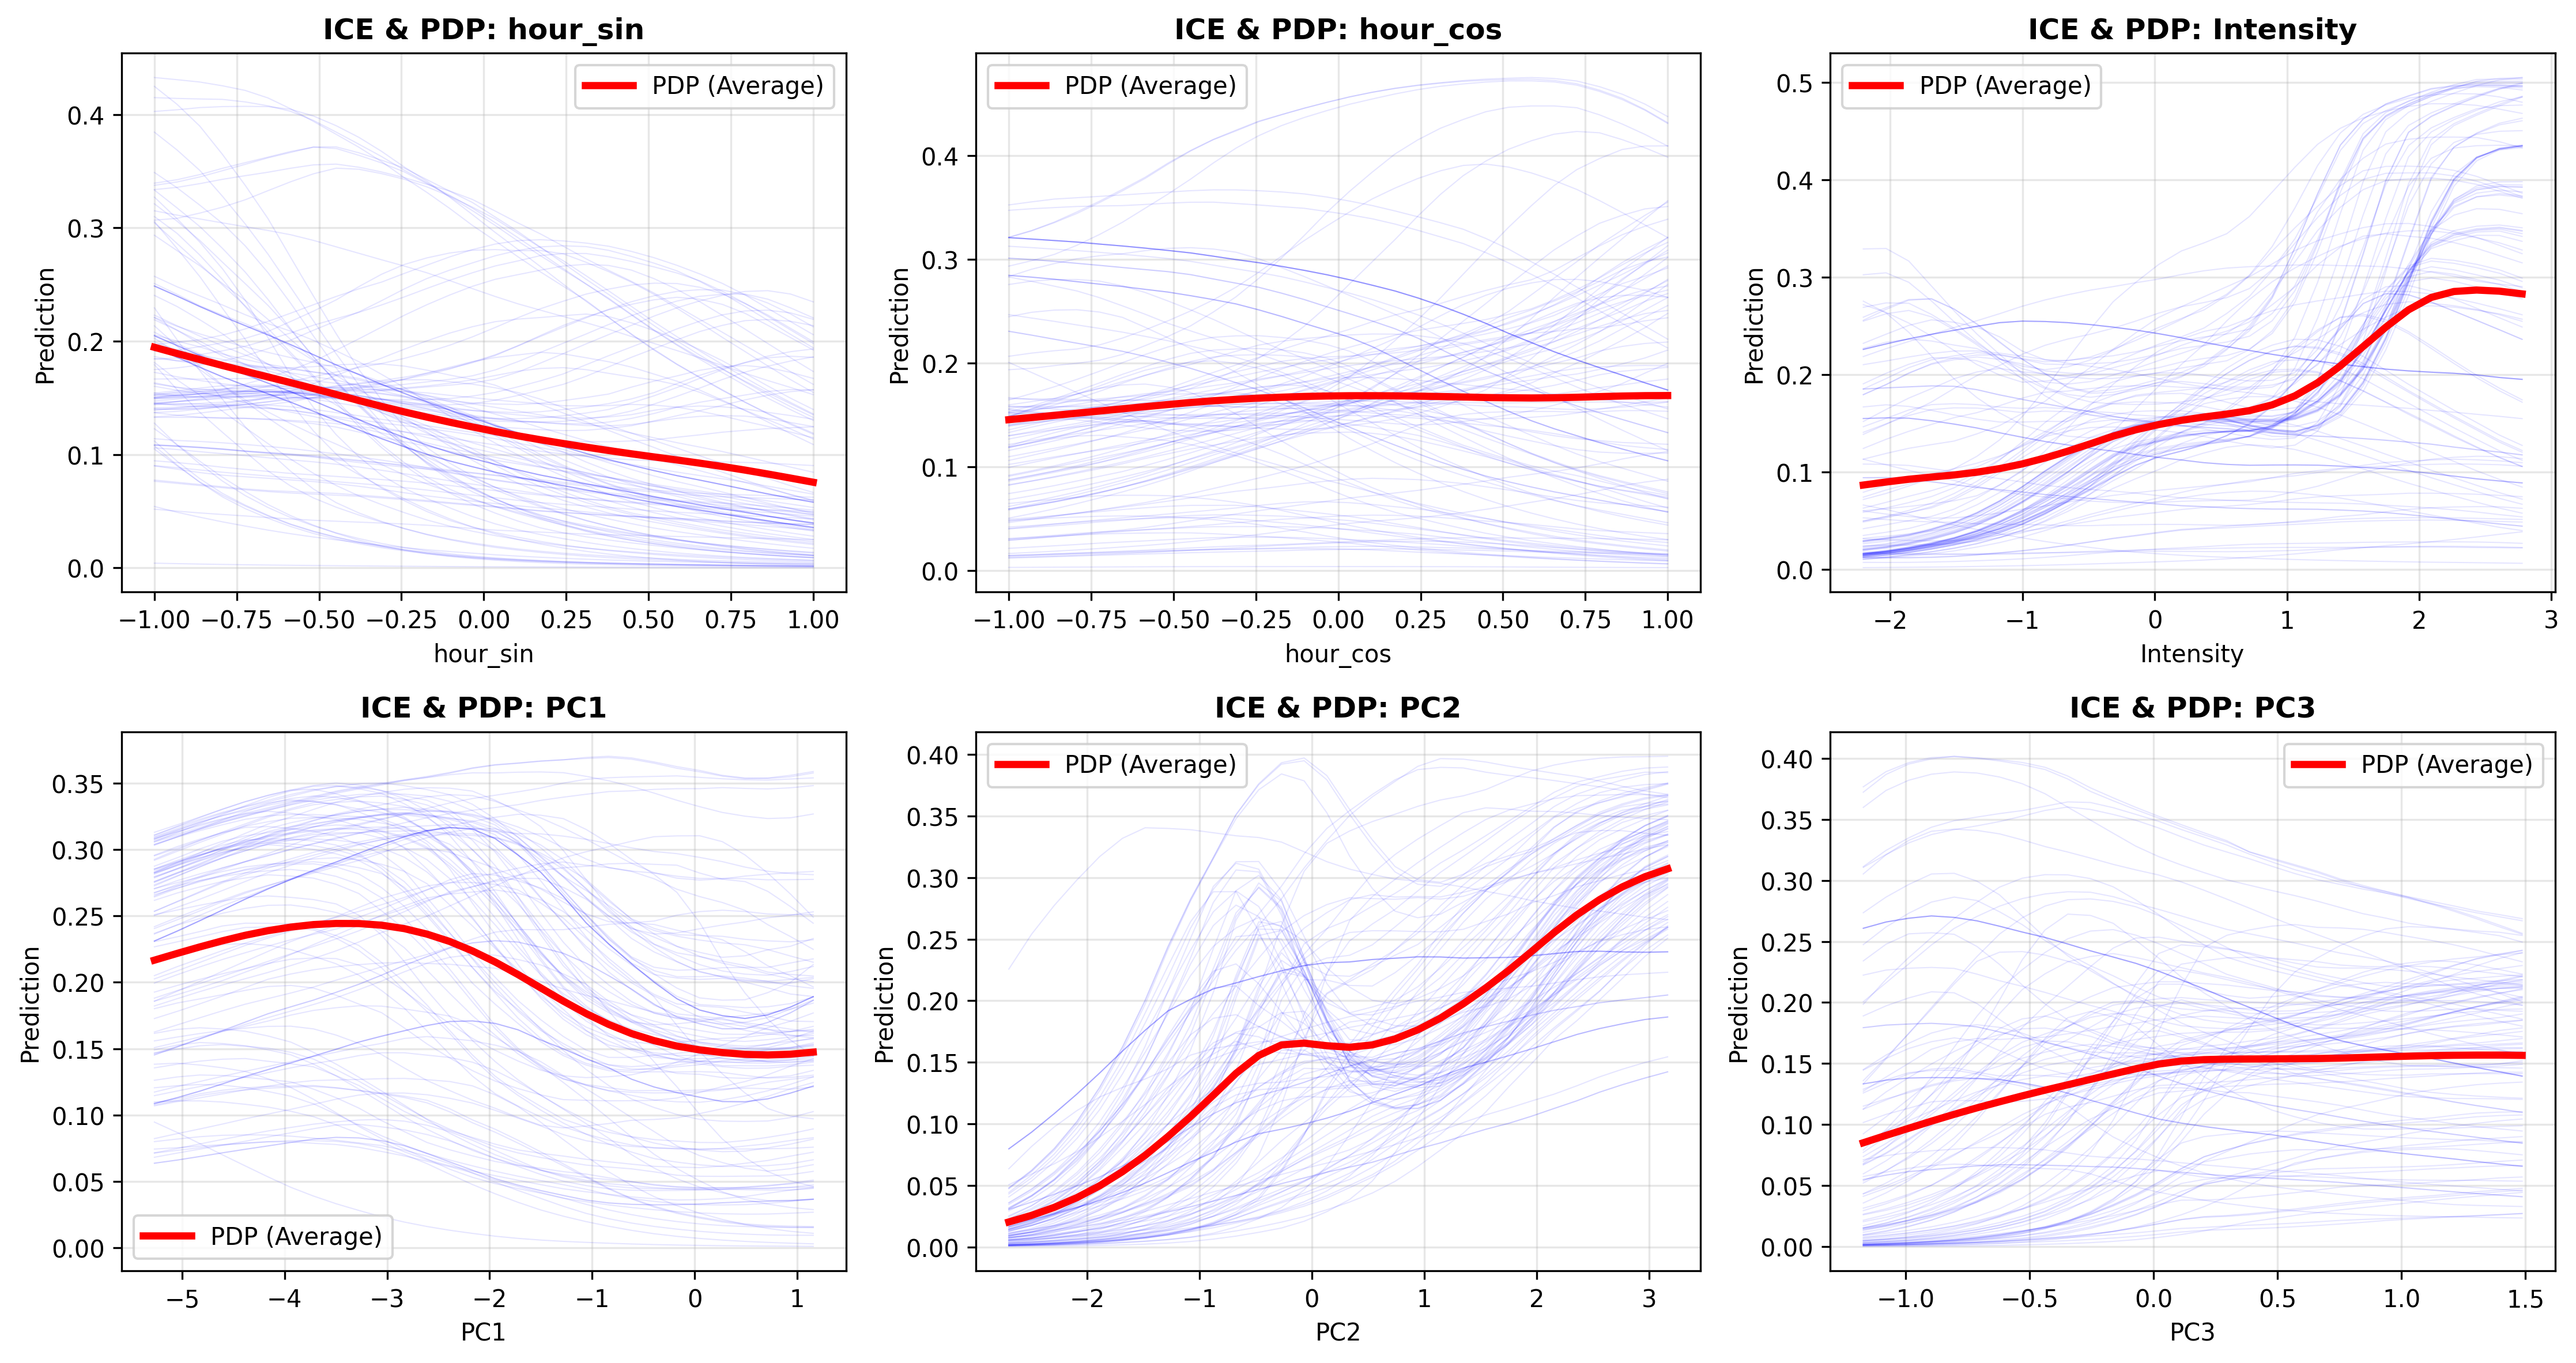 ICE & PDP: hour_sin
PDP (Average)
0.4
0.3
0.2
0.1
0.0
Prediction
−1.00 −0.75 −0.50 −0.25 0.00 0.25 0.50 0.75 1.00
hour_sin
ICE & PDP: hour_cos
PDP (Average)
0.4
0.3
0.2
0.1
0.0
Prediction
−1.00 −0.75 −0.50 −0.25 0.00 0.25 0.50 0.75 1.00
hour_cos
ICE & PDP: Intensity
PDP (Average)
0.5
0.4
0.3
0.2
0.1
0.0
Prediction
−2 −1 0 1 2 3
Intensity
ICE & PDP: PC1
0.35
0.30
0.25
0.20
0.15
0.10
0.05
0.00
Prediction
PDP (Average)
−5 −4 −3 −2 −1 0 1
PC1
ICE & PDP: PC2
PDP (Average)
0.40
0.35
0.30
0.25
0.20
0.15
0.10
0.05
0.00
Prediction
−2 −1 0 1 2 3
PC2
ICE & PDP: PC3
PDP (Average)
0.40
0.35
0.30
0.25
0.20
0.15
0.10
0.05
0.00
Prediction
−1.0 −0.5 0.0 0.5 1.0 1.5
PC3